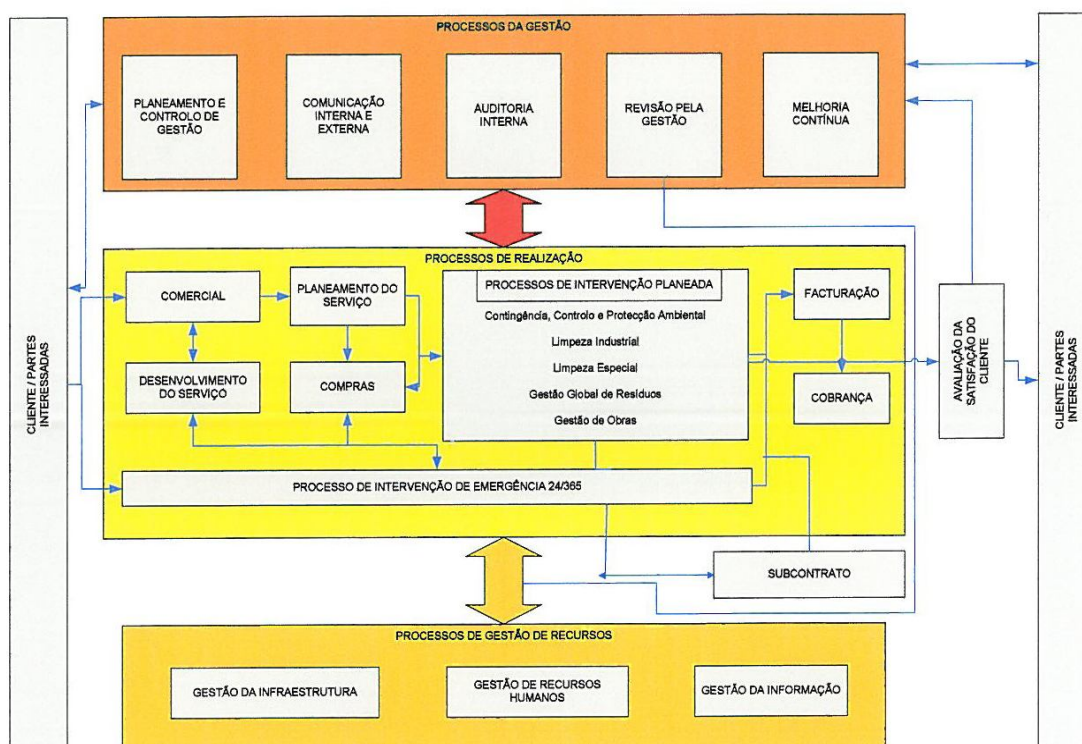 PROCESSOS DA GESTÃO
PLANEAMENTO E
CONTROLO DE
GESTÃO
COMUNICAÇÃO
INTERNA E
EXTERNA
AUDITORIA
INTERNA
REVISÃO PELA
GESTÃO
MELHORIA
CONTÍNUA
CLIENTE / PARTES
INTERESSADAS
PROCESSOS DE REALIZAÇÃO
COMERCIAL
PLANEAMENTO DO
SERVIÇO
PROCESSOS DE INTERVENÇÃO PLANEADA
Contingência, Controlo e Protecção Ambiental
Limpeza Industrial
Limpeza Especial
Gestão Global de Resíduos
Gestão de Obras
FACTURAÇÃO
DESENVOLVIMENTO
DO SERVIÇO
COMPRAS
COBRANÇA
AVALIAÇÃO DA
SATISFAÇÃO DO
CLIENTE
CLIENTE / PARTES
INTERESSADAS
PROCESSO DE INTERVENÇÃO DE EMERGÊNCIA 24/365
SUBCONTRATO
PROCESSOS DE GESTÃO DE RECURSOS
GESTÃO DA INFRAESTRUTURA
GESTÃO DE RECURSOS
HUMANOS
GESTÃO DA INFORMAÇÃO